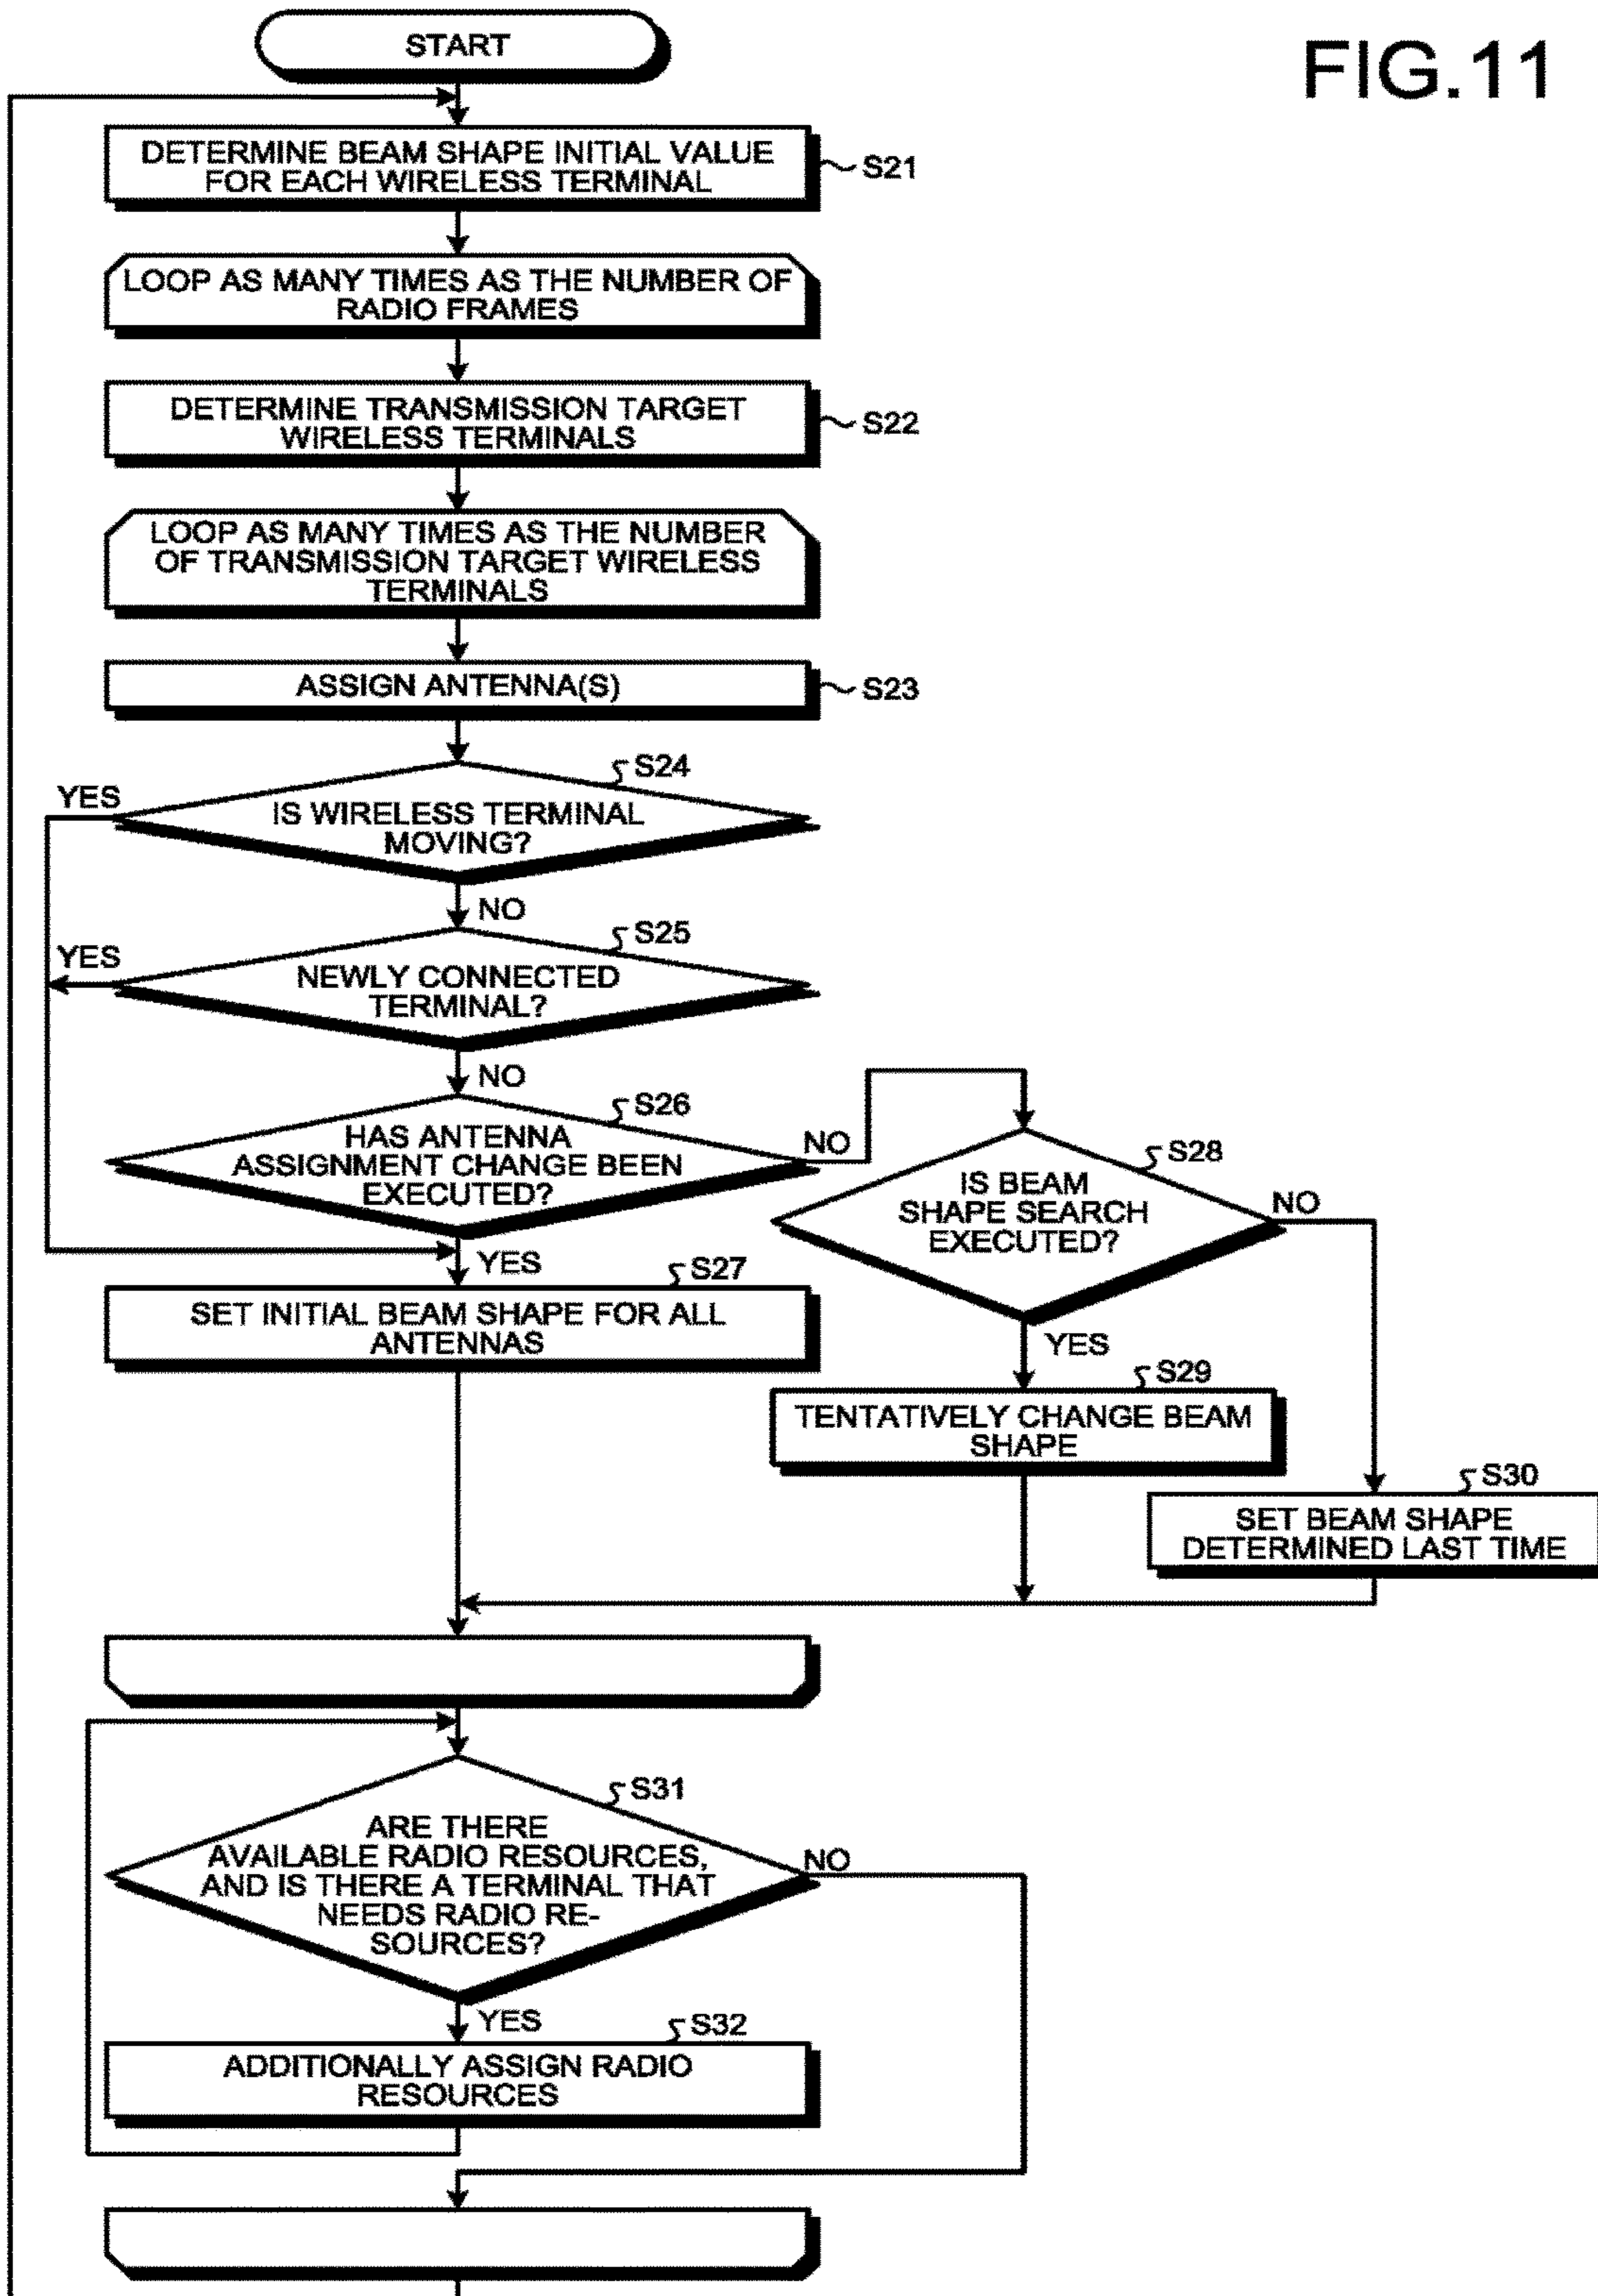 FIG.11
START
DETERMINE BEAM SHAPE INITIAL VALUE
FOR EACH WIRELESS TERMINAL
S21
LOOP AS MANY TIMES AS THE NUMBER OF
RADIO FRAMES
DETERMINE TRANSMISSION TARGET
WIRELESS TERMINALS
S22
LOOP AS MANY TIMES AS THE NUMBER
OF TRANSMISSION TARGET WIRELESS
TERMINALS
ASSIGN ANTENNA(S)
S23
S24
YES
IS WIRELESS TERMINAL
MOVING?
NO
S25
YES
NEWLY CONNECTED
TERMINAL?
NO
S26
HAS ANTENNA
ASSIGNMENT CHANGE BEEN
EXECUTED?
NO
S28
IS BEAM
SHAPE SEARCH
EXECUTED?
NO
YES
S27
SET INITIAL BEAM SHAPE FOR ALL
ANTENNAS
YES
S29
TENTATIVELY CHANGE BEAM
SHAPE
S30
SET BEAM SHAPE
DETERMINED LAST TIME
S31
ARE THERE
AVAILABLE RADIO RESOURCES,
AND IS THERE A TERMINAL THAT
NEEDS RADIO RE-
SOURCES?
NO
YES
S32
ADDITIONALLY ASSIGN RADIO
RESOURCES